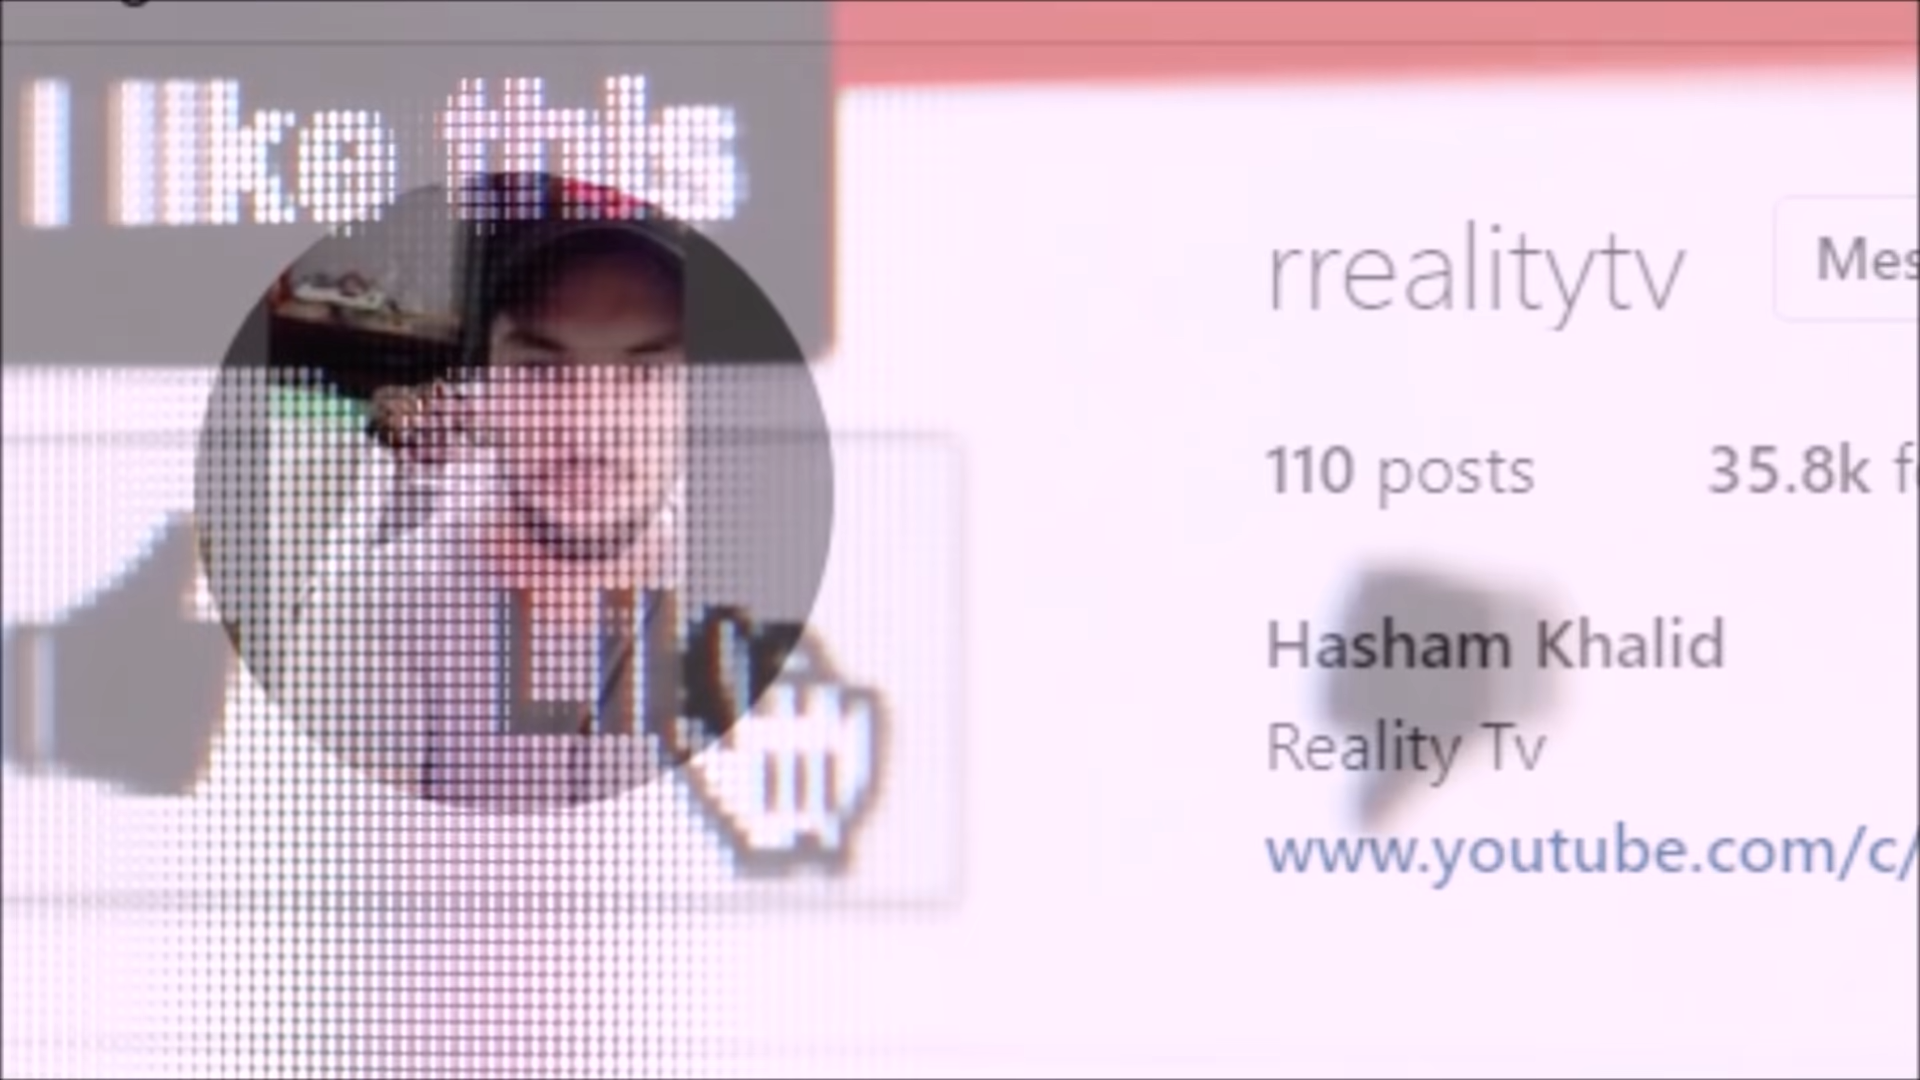 I like this
rrealitytv
Mes
110 posts
35.8k f
Hasham Khalid
Reality Tv
www.youtube.com/c/